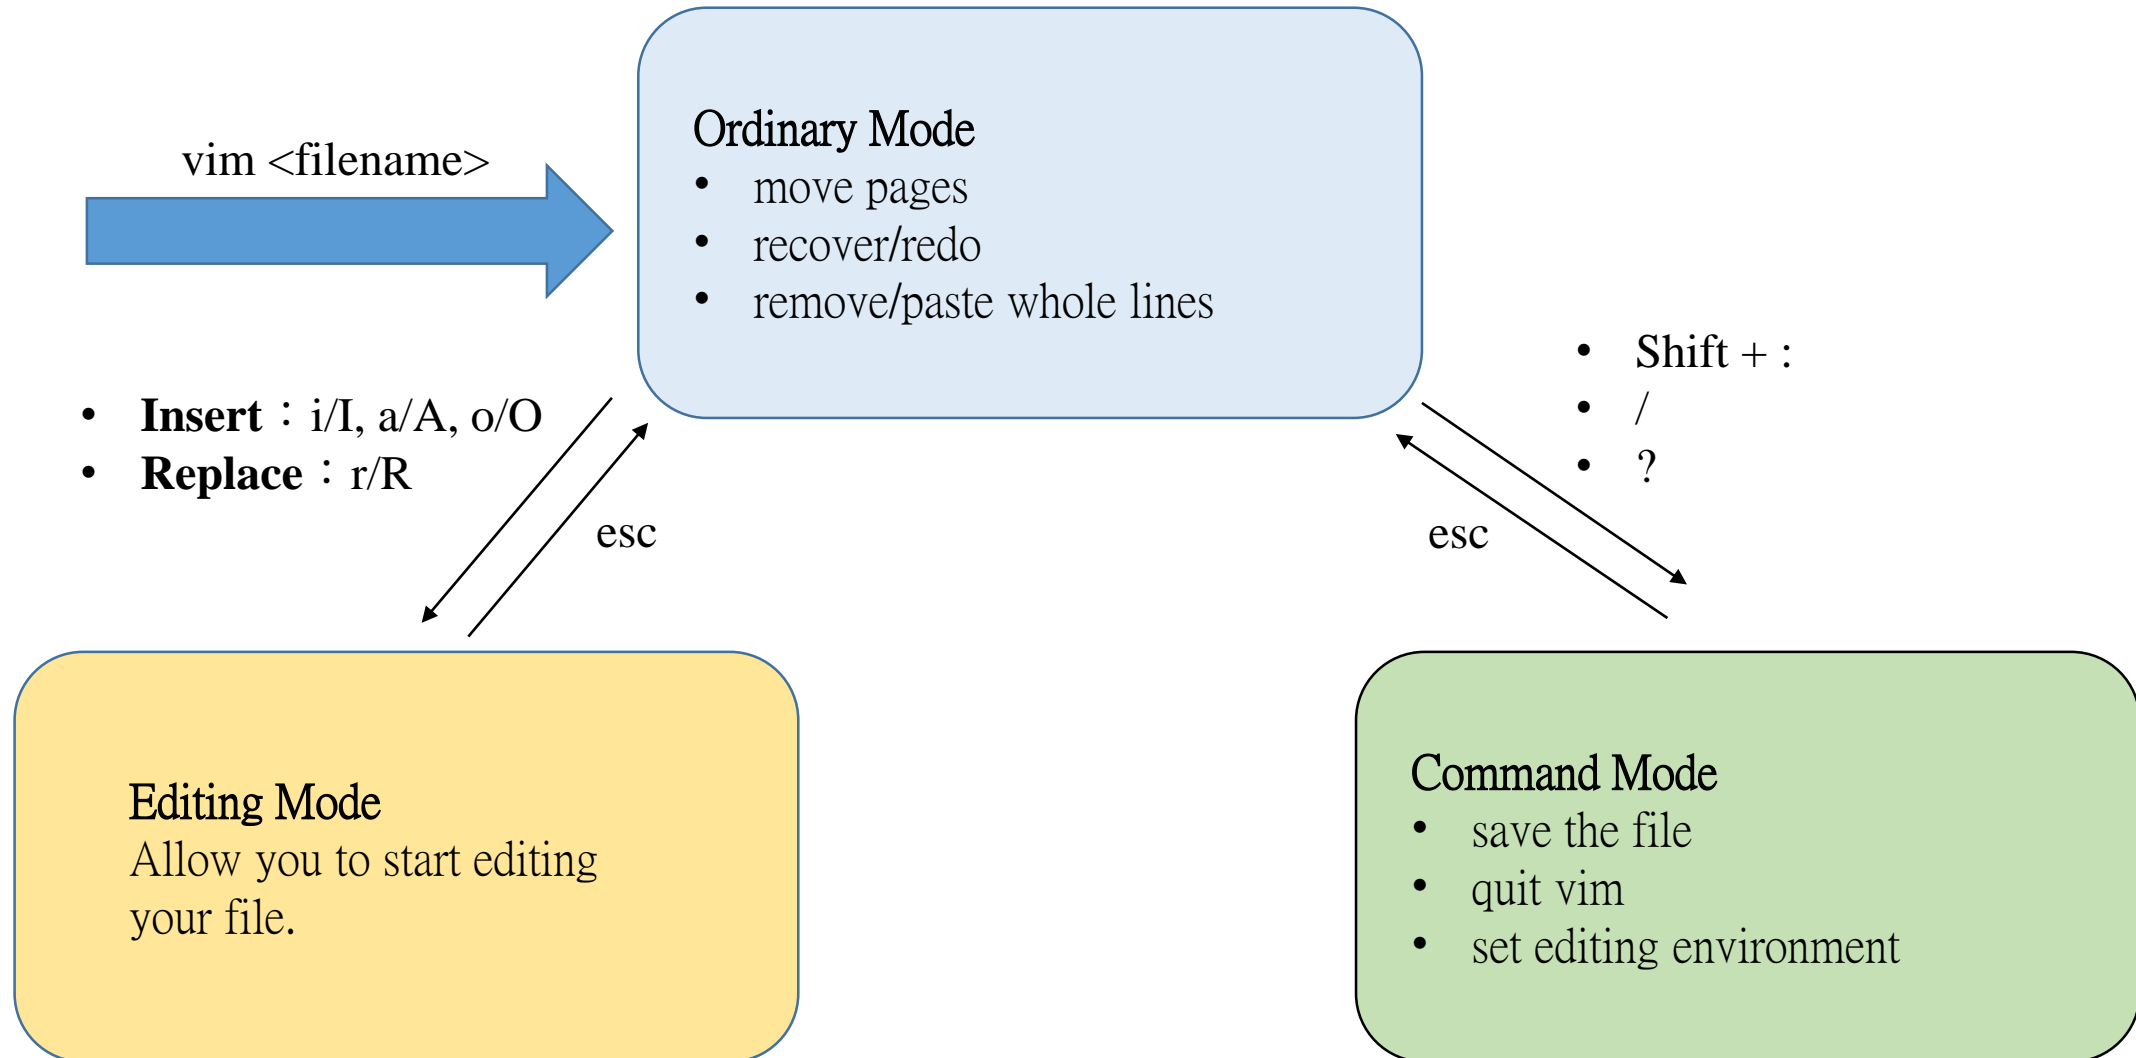 vim <filename>
Ordinary Mode
• move pages
• recover/redo
• remove/paste whole lines
• Insert：i/I, a/A, o/O
• Replace：r/R
esc
• Shift + :
• /
• ?
esc
Editing Mode
Allow you to start editing
your file.
Command Mode
• save the file
• quit vim
• set editing environment